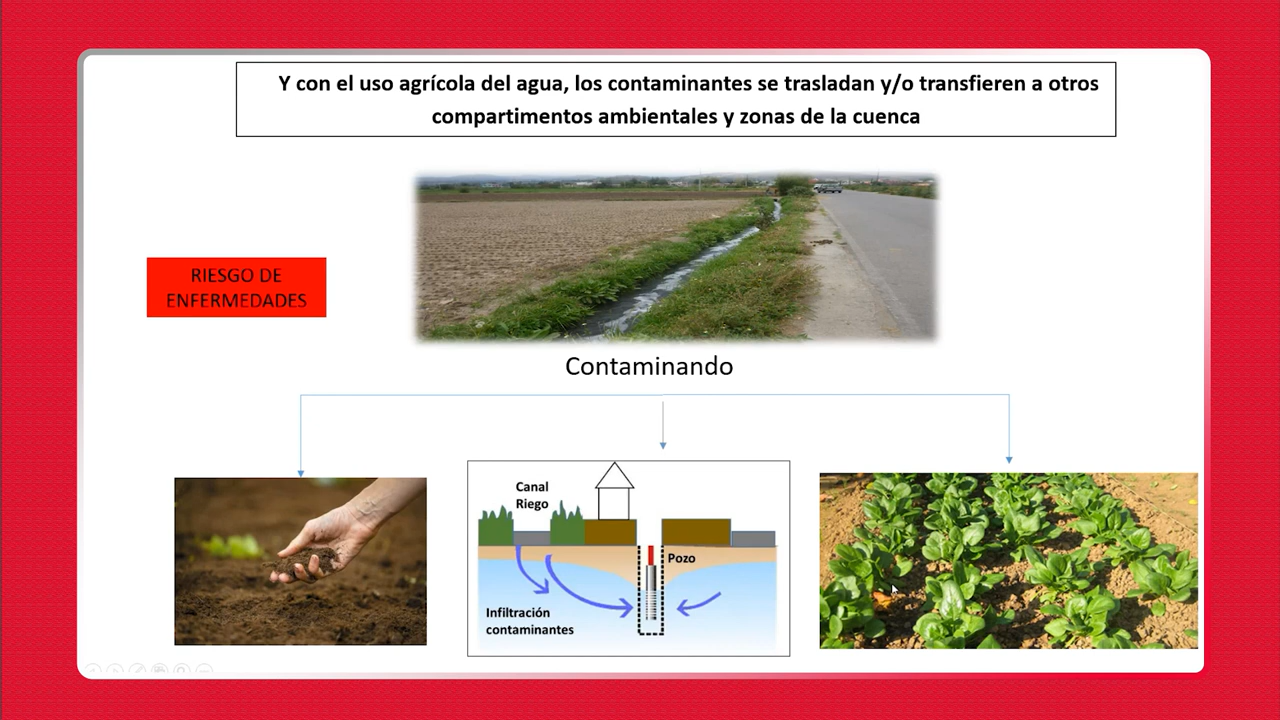 Y con el uso agrícola del agua, los contaminantes se trasladan y/o transfieren a otros
compartimentos ambientales y zonas de la cuenca
RIESGO DE
ENFERMEDADES
Contaminando
Canal
Riego
Pozo
Infiltración
contaminantes